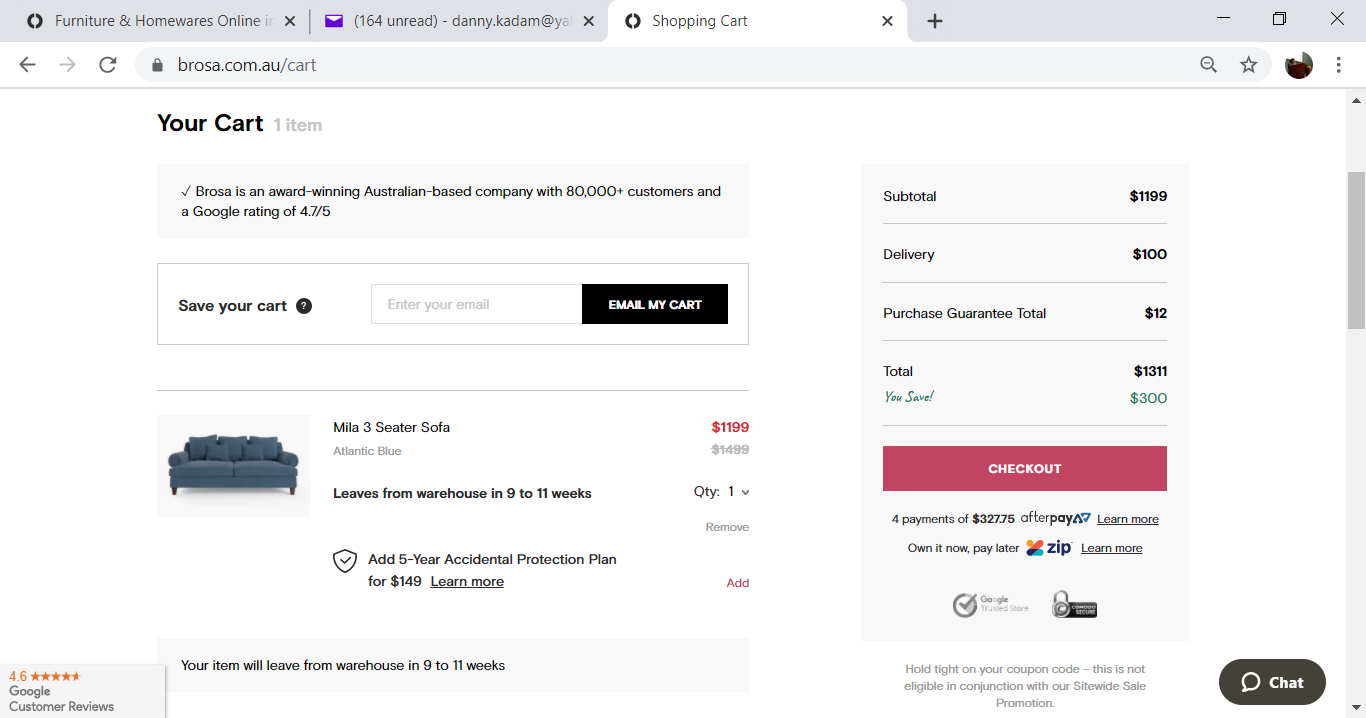 Furniture & Homewares Online in
(164 unread) - danny.kadam@ya
Shopping Cart
brosa.com.au/cart
Your Cart 1 item
✓ Brosa is an award-winning Australian-based company with 80,000+ customers and
a Google rating of 4.7/5
Save your cart ?
Enter your email
EMAIL MY CART
Mila 3 Seater Sofa $1199
Atlantic Blue $1499
Leaves from warehouse in 9 to 11 weeks Qty: 1
Remove
Add 5-Year Accidental Protection Plan
for $149 Learn more Add
Your item will leave from warehouse in 9 to 11 weeks
Subtotal $1199
Delivery $100
Purchase Guarantee Total $12
Total $1311
You Save! $300
CHECKOUT
4 payments of $327.75 afterpay Learn more
Own it now, pay later zip Learn more
Google
Trusted Store
COMODO
SECURE
Hold tight on your coupon code – this is not
eligible in conjunction with our Sitewide Sale
Promotion.
4.6
Google
Customer Reviews
Chat